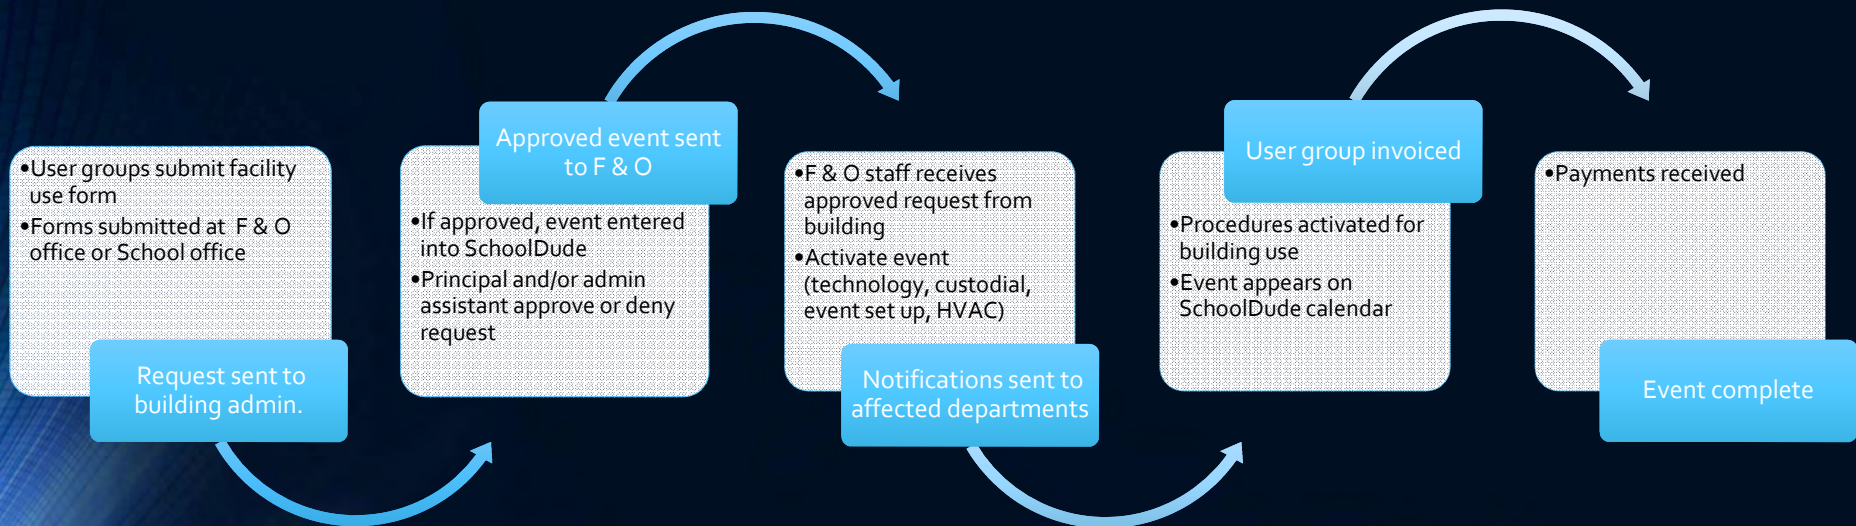 •User groups submit facility
use form
•Forms submitted at F & O
office or School office
Request sent to
building admin.
Approved event sent
to F & O
•If approved, event entered
into SchoolDude
•Principal and/or admin
assistant approve or deny
request
•F & O staff receives
approved request from
building
•Activate event
(technology, custodial,
event set up, HVAC)
Notifications sent to
affected departments
User group invoiced
•Procedures activated for
building use
•Event appears on
SchoolDude calendar
•Payments received
Event complete